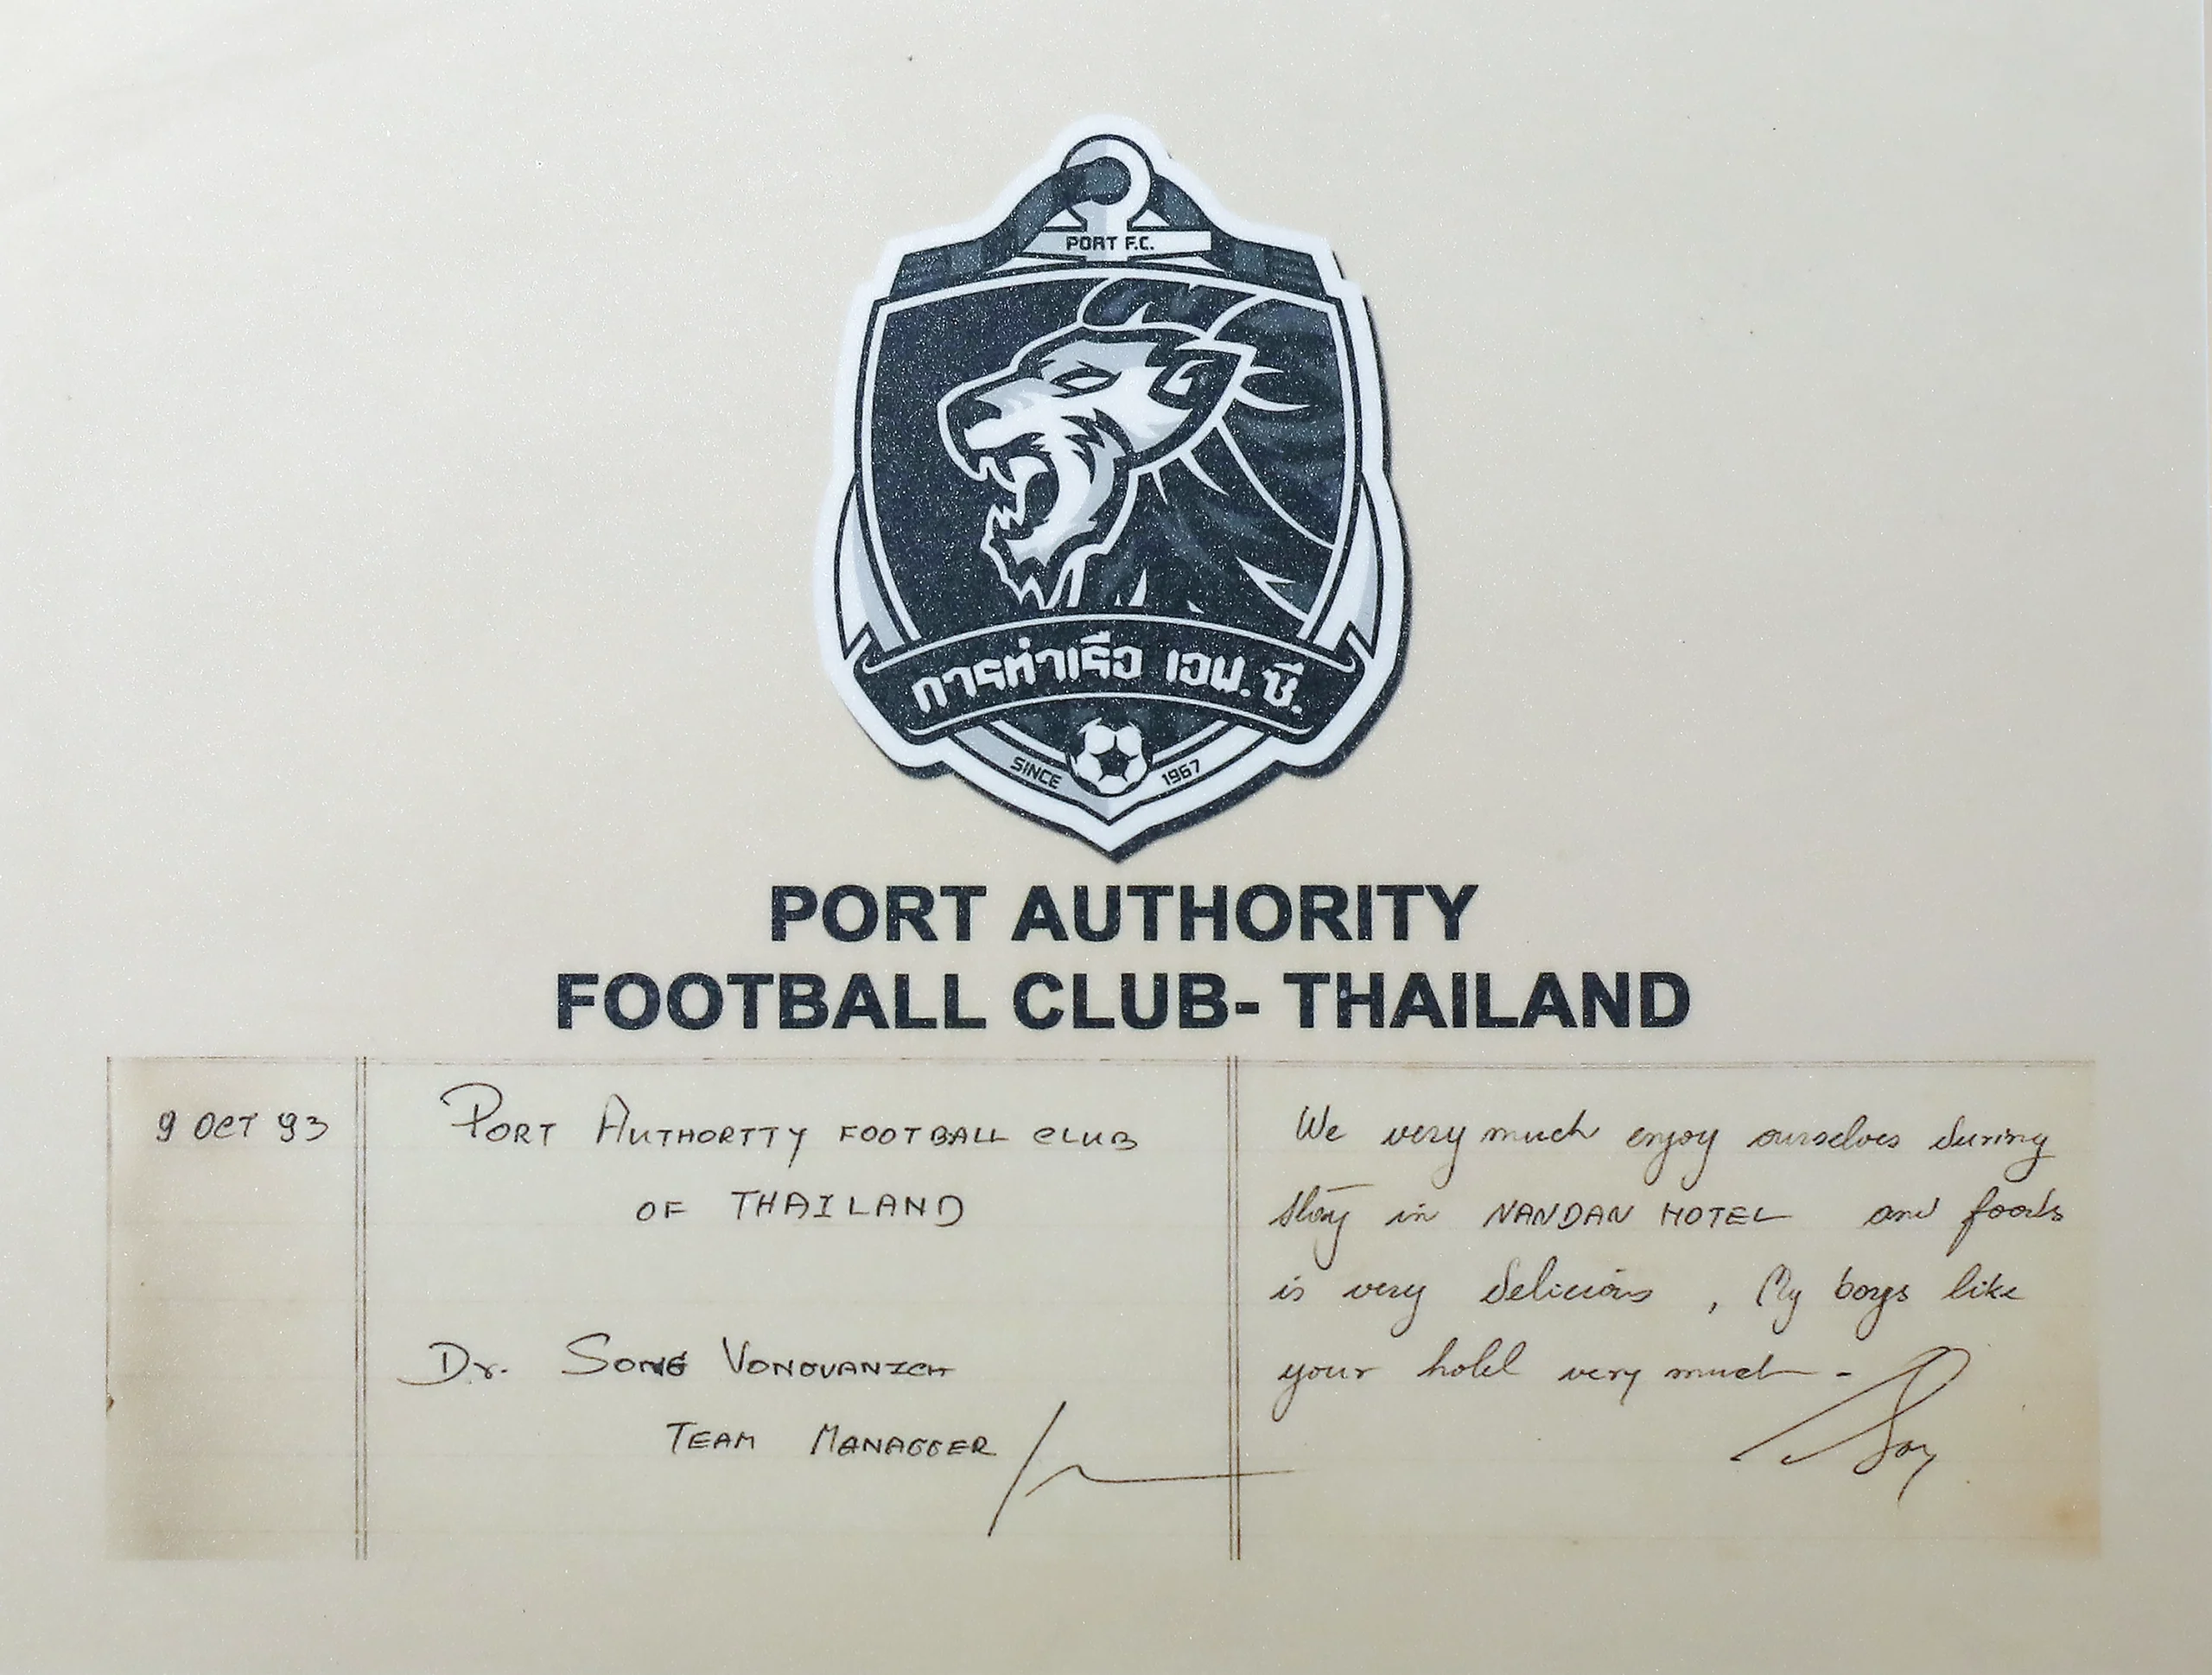 PORT F.C.
การท่าเรือ เอฟ.ซี.
SINCE 1967
PORT AUTHORITY
FOOTBALL CLUB- THAILAND
9 OCT 93
PORT AUTHORTTY FOOTBALL CLUB
OF THAILAND
Dr. SONG VONGVANICH
TEAM MANAGGER
We very much enjoy ourselves during
stay in NANDAN HOTEL and foods
is very delicious , My boys like
your hotel very much -